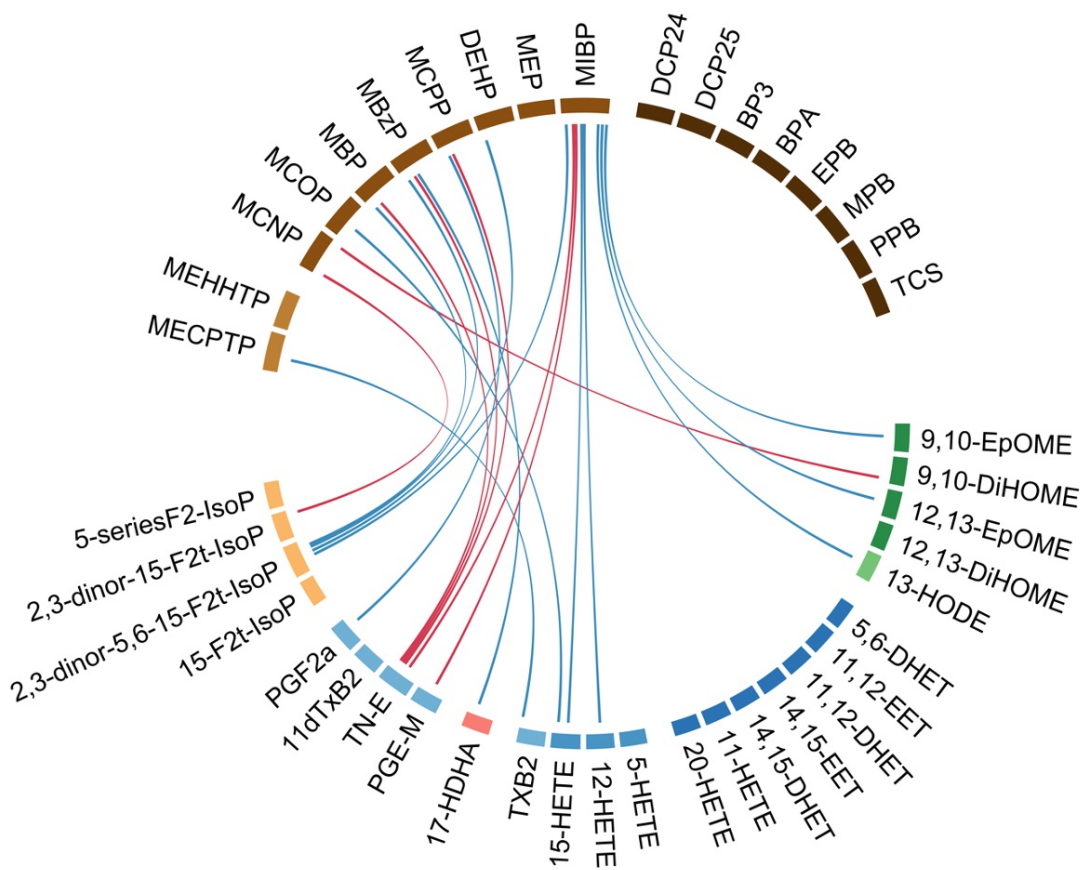 MECPTP
MEHHTP
MCNP
MCOP
MBP
MBzP
MCPP
DEHP
MEP
MIBP
DCP24
DCP25
BP3
BPA
EPB
MPB
PPB
TCS
9,10-EpOME
9,10-DiHOME
12,13-EpOME
12,13-DiHOME
13-HODE
5,6-DHET
11,12-EET
11,12-DHET
14,15-EET
14,15-DHET
11-HETE
20-HETE
5-HETE
12-HETE
15-HETE
TXB2
17-HDHA
PGE-M
TN-E
11dTxB2
PGF2a
15-F2t-IsoP
2,3-dinor-5,6-15-F2t-IsoP
2,3-dinor-15-F2t-IsoP
5-seriesF2-IsoP